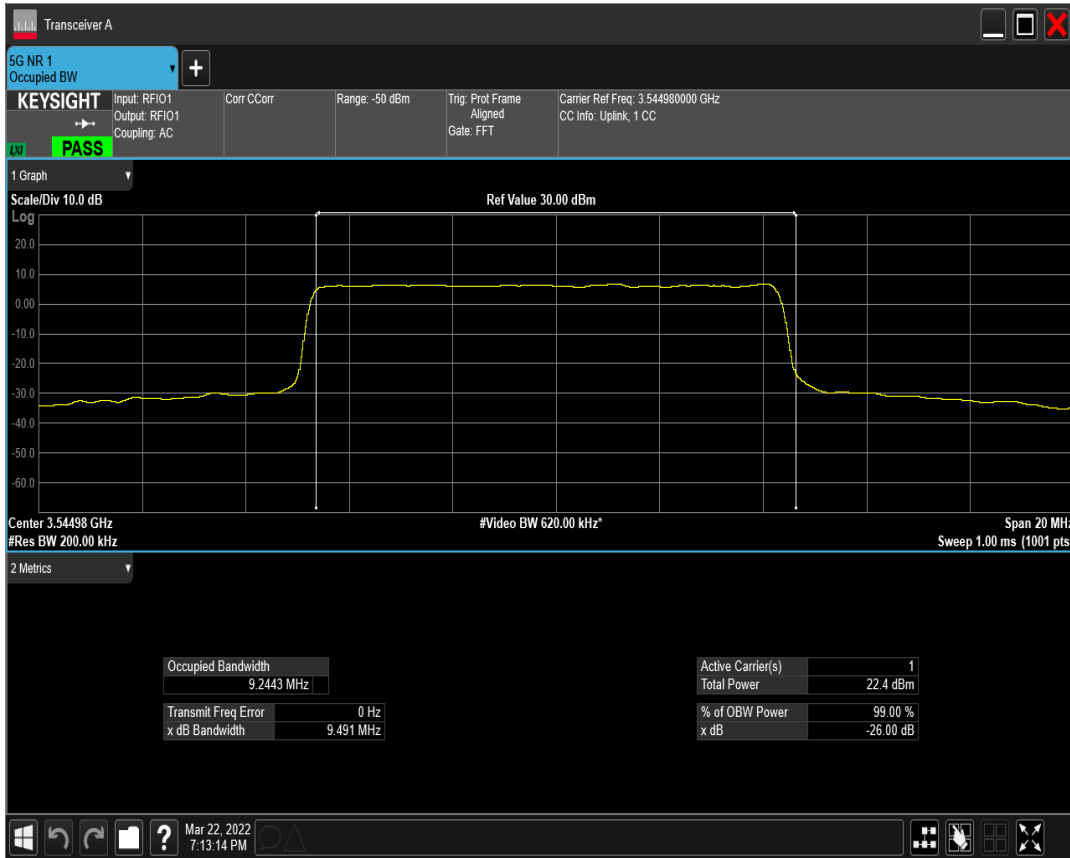 Transceiver A
5G NR 1
Occupied BW
KEYSIGHT
LXI
PASS
Input: RFIO1
Output: RFIO1
Coupling: AC
Corr CCorr
Range: -50 dBm
Trig: Prot Frame
Aligned
Gate: FFT
Carrier Ref Freq: 3.544980000 GHz
CC Info: Uplink, 1 CC
1 Graph
Scale/Div 10.0 dB
Ref Value 30.00 dBm
Log
20.0
10.0
0.00
-10.0
-20.0
-30.0
-40.0
-50.0
-60.0
Center 3.54498 GHz
#Video BW 620.00 kHz*
Span 20 MHz
#Res BW 200.00 kHz
Sweep 1.00 ms (1001 pts
2 Metrics
Occupied Bandwidth
9.2443 MHz
Transmit Freq Error 0 Hz
x dB Bandwidth 9.491 MHz
Active Carrier(s) 1
Total Power 22.4 dBm
% of OBW Power 99.00 %
x dB -26.00 dB
?
Mar 22, 2022
7:13:14 PM